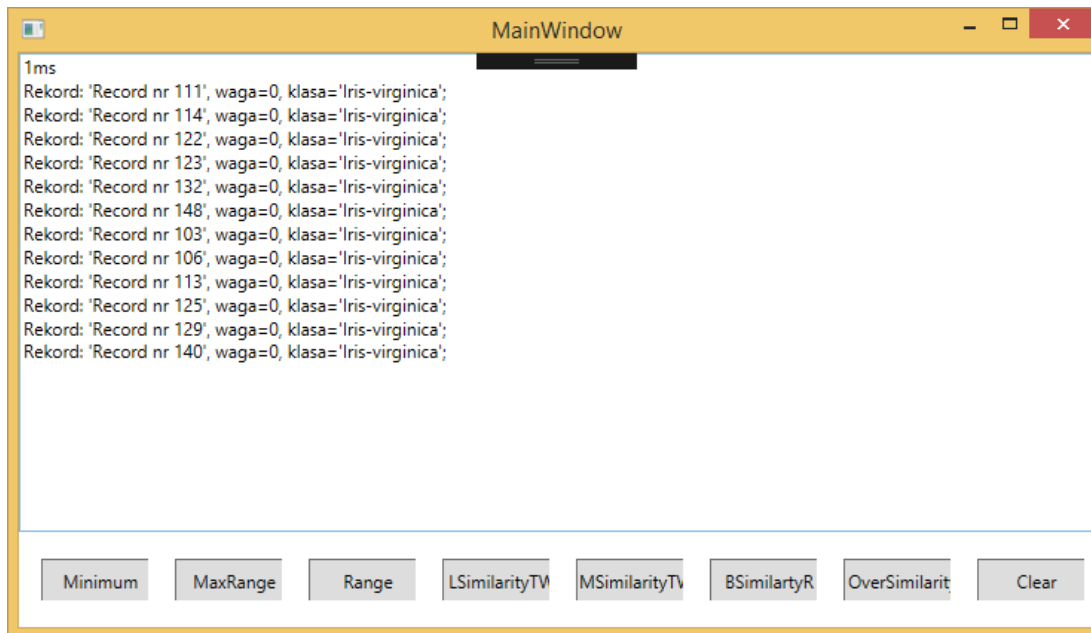 MainWindow
1ms
Rekord: 'Record nr 111', waga=0, klasa='Iris-virginica';
Rekord: 'Record nr 114', waga=0, klasa='Iris-virginica';
Rekord: 'Record nr 122', waga=0, klasa='Iris-virginica';
Rekord: 'Record nr 123', waga=0, klasa='Iris-virginica';
Rekord: 'Record nr 132', waga=0, klasa='Iris-virginica';
Rekord: 'Record nr 148', waga=0, klasa='Iris-virginica';
Rekord: 'Record nr 103', waga=0, klasa='Iris-virginica';
Rekord: 'Record nr 106', waga=0, klasa='Iris-virginica';
Rekord: 'Record nr 113', waga=0, klasa='Iris-virginica';
Rekord: 'Record nr 125', waga=0, klasa='Iris-virginica';
Rekord: 'Record nr 129', waga=0, klasa='Iris-virginica';
Rekord: 'Record nr 140', waga=0, klasa='Iris-virginica';
Minimum MaxRange Range LSimilarityTW MSimilarityTW BSimilartyR OverSimilarit Clear